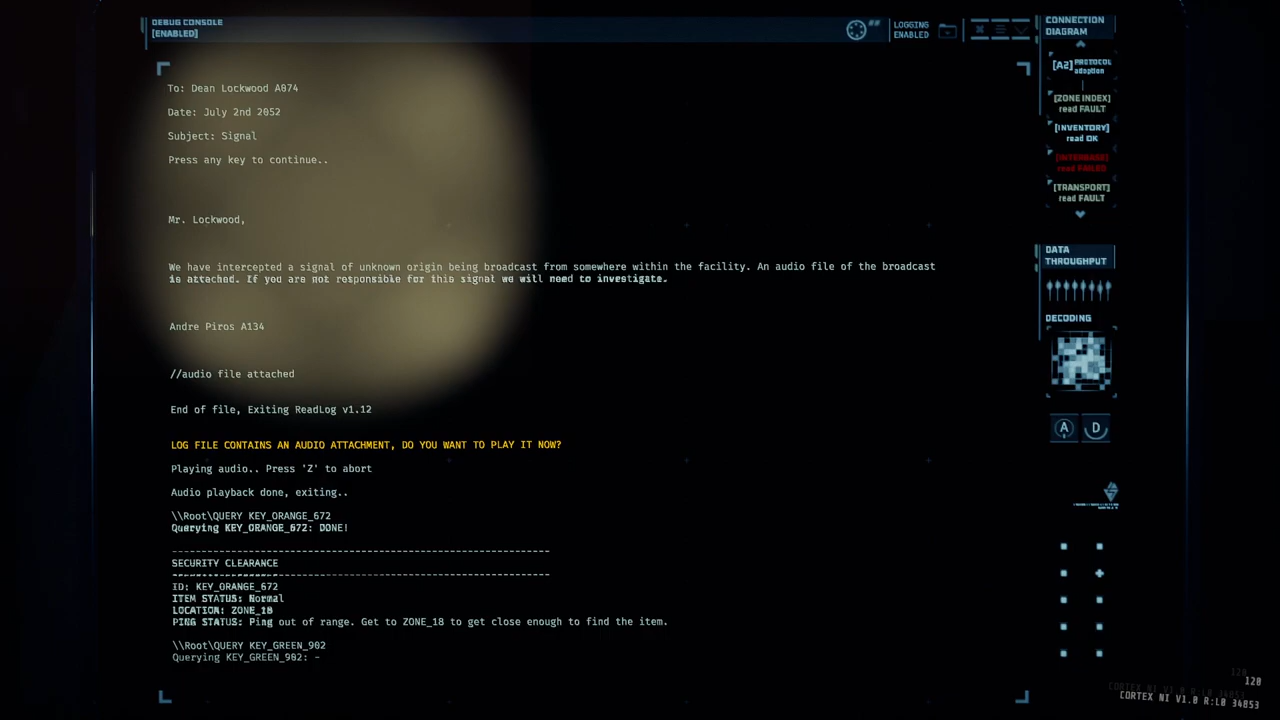 DEBUG CONSOLE
[ENABLED]
LOGGING
ENABLED
CONNECTION
DIAGRAM
[A2] PROTOCOL
adoption
[ZONE INDEX]
read FAULT
[INVENTORY]
read OK
[INTERBASE]
read FAILED
[TRANSPORT]
read FAULT
DATA
THROUGHPUT
DECODING
A D
To: Dean Lockwood A074
Date: July 2nd 2052
Subject: Signal
Press any key to continue..
Mr. Lockwood,
We have intercepted a signal of unknown origin being broadcast from somewhere within the facility. An audio file of the broadcast
is attached. If you are not responsible for this signal we will need to investigate.
Andre Piros A134
//audio file attached
End of file, Exiting ReadLog v1.12
LOG FILE CONTAINS AN AUDIO ATTACHMENT, DO YOU WANT TO PLAY IT NOW?
Playing audio.. Press 'Z' to abort
Audio playback done, exiting..
\\Root\QUERY KEY_ORANGE_672
Querying KEY_ORANGE_672: DONE!
----------------------------------------------------------------
SECURITY CLEARANCE
----------------------------------------------------------------
ID: KEY_ORANGE_672
ITEM STATUS: Normal
LOCATION: ZONE_18
PING STATUS: Ping out of range. Get to ZONE_18 to get close enough to find the item.
\\Root\QUERY KEY_GREEN_902
Querying KEY_GREEN_902: -
120
CORTEX NI V1.0 R:L0 34853